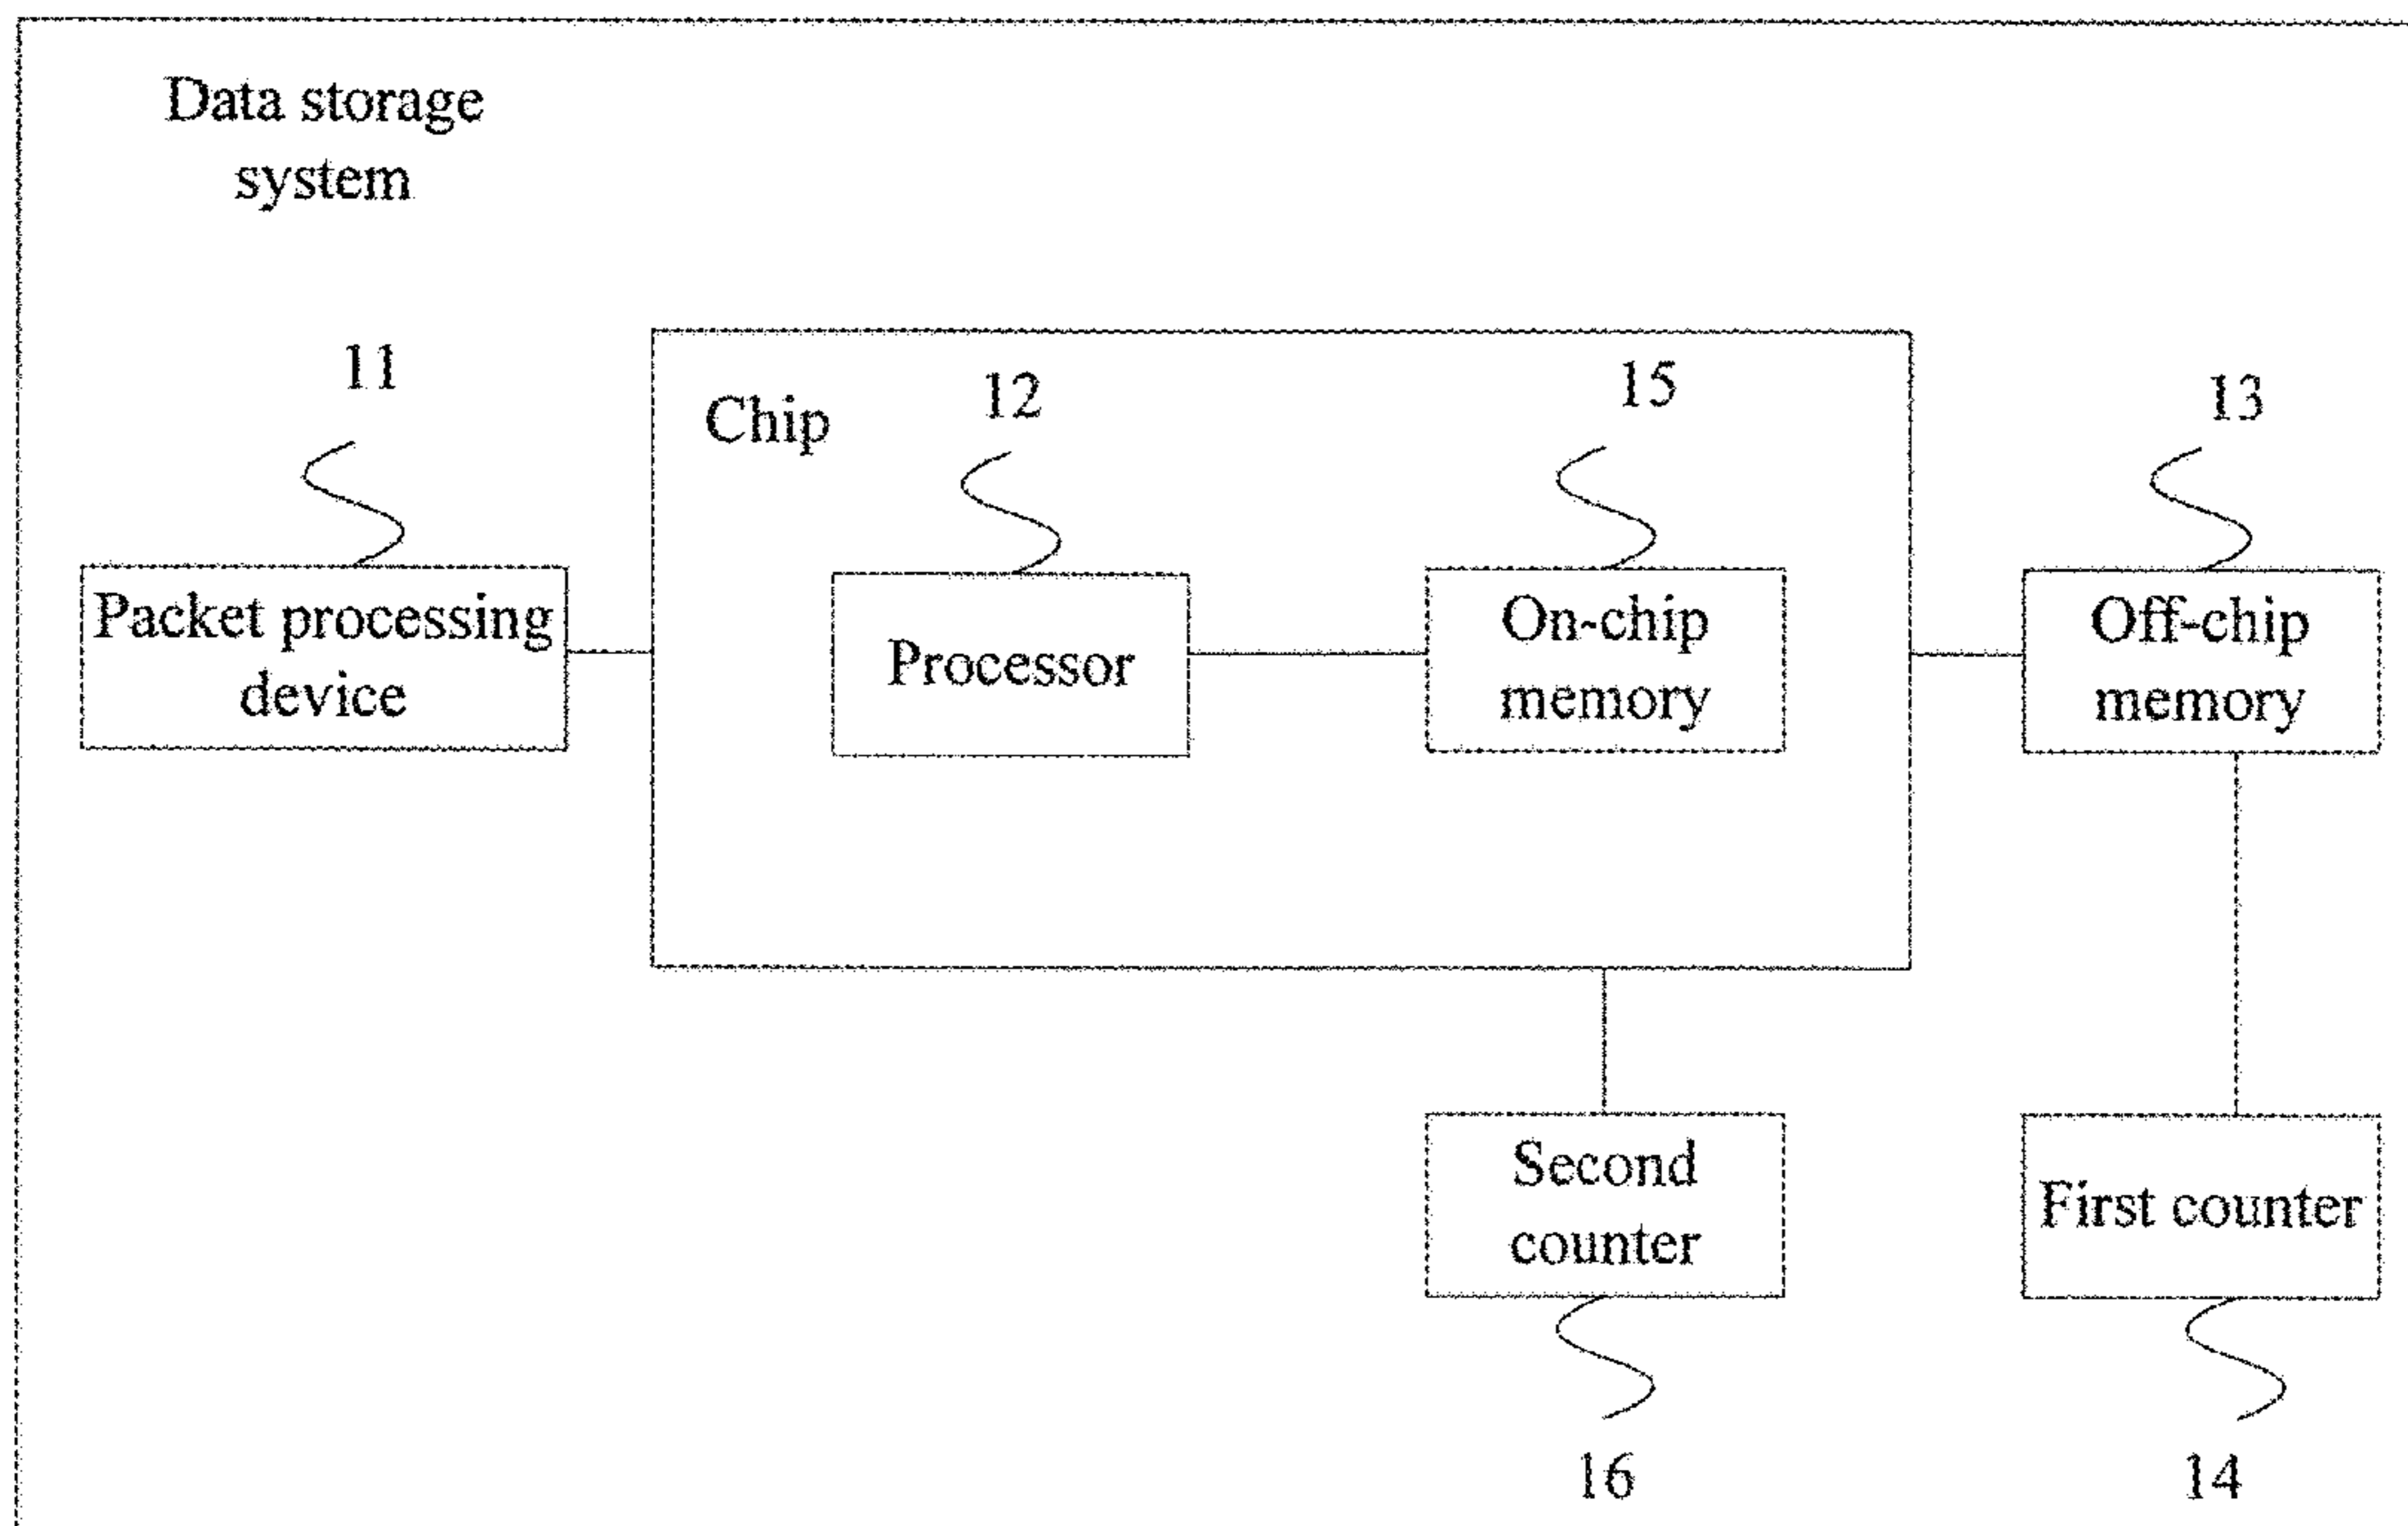 Data storage
system
11
Chip
12
15
13
Packet processing
device
Processor
On-chip
memory
Off-chip
memory
Second
counter
First counter
16
14